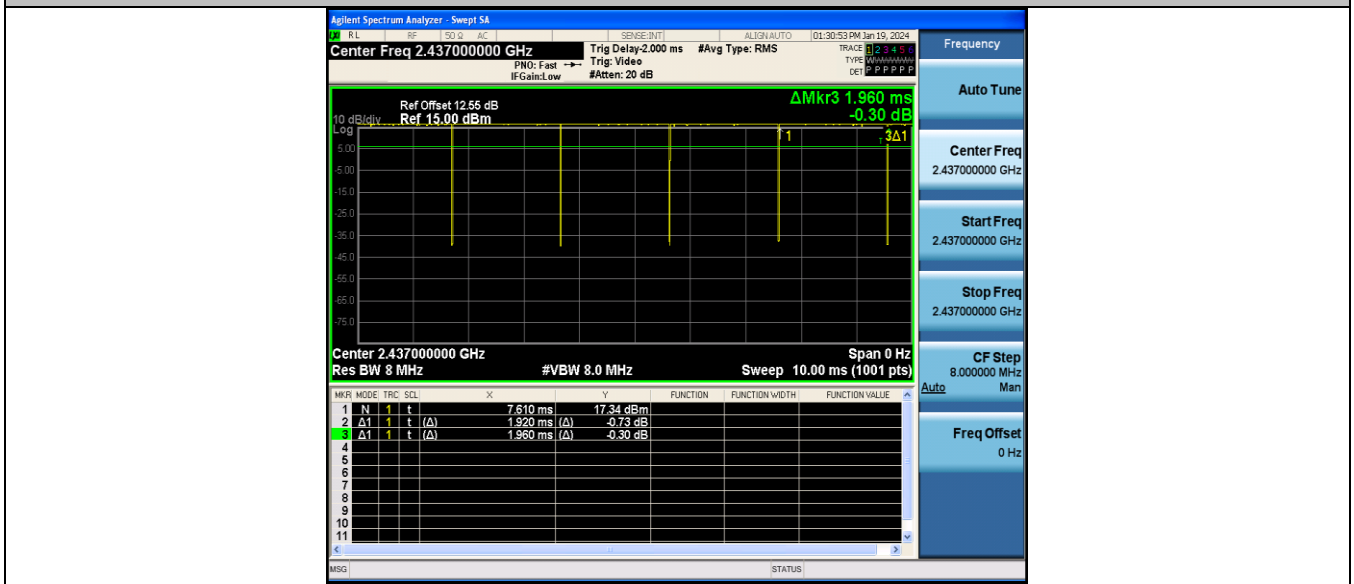 Agilent Spectrum Analyzer - Swept SA
RL RF 50 Ω AC SENSE:INT ALIGN AUTO 01:30:53 PM Jan 19, 2024
Center Freq 2.437000000 GHz
PNO: Fast
IFGain:Low
Trig Delay-2.000 ms
Trig: Video
#Atten: 20 dB
#Avg Type: RMS
TRACE 1 2 3 4 5 6
TYPE
DET P P P P P P
Frequency
Auto Tune
Center Freq
2.437000000 GHz
Start Freq
2.437000000 GHz
Stop Freq
2.437000000 GHz
CF Step
8.000000 MHz
Auto Man
Freq Offset
0 Hz
ΔMkr3 1.960 ms
-0.30 dB
Ref Offset 12.55 dB
10 dB/div Ref 15.00 dBm
Log
1
3Δ1
5.00
-5.00
-15.0
-25.0
-35.0
-45.0
-55.0
-65.0
-75.0
Center 2.437000000 GHz Span 0 Hz
Res BW 8 MHz #VBW 8.0 MHz Sweep 10.00 ms (1001 pts)
MKR MODE TRC SCL X Y FUNCTION FUNCTION WIDTH FUNCTION VALUE
1 N 1 t 7.610 ms 17.34 dBm
2 Δ1 1 t (Δ) 1.920 ms (Δ) -0.73 dB
3 Δ1 1 t (Δ) 1.960 ms (Δ) -0.30 dB
4
5
6
7
8
9
10
11
MSG STATUS